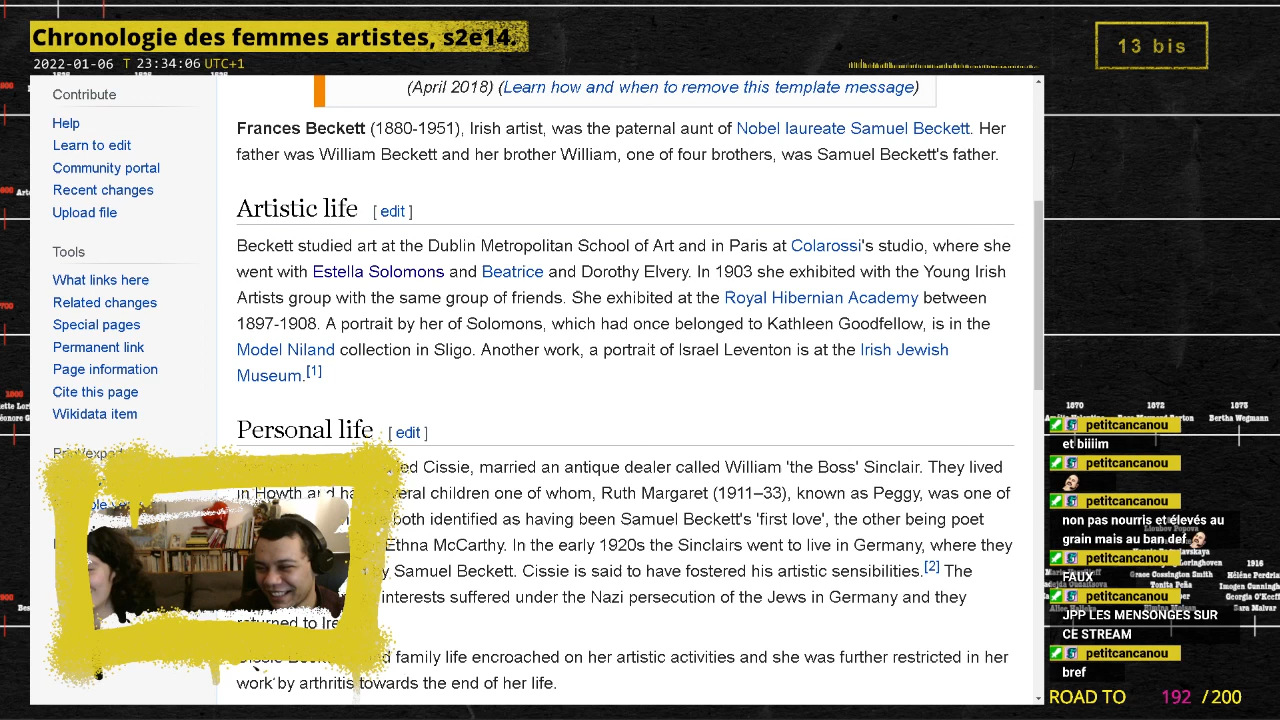 Chronologie des femmes artistes, s2e14.
2022-01-06 T 23:34:06 UTC+1
13 bis
Contribute
Help
Learn to edit
Community portal
Recent changes
Upload file
Tools
What links here
Related changes
Special pages
Permanent link
Page information
Cite this page
Wikidata item
(April 2018) (Learn how and when to remove this template message)
Frances Beckett (1880-1951), Irish artist, was the paternal aunt of Nobel laureate Samuel Beckett. Her
father was William Beckett and her brother William, one of four brothers, was Samuel Beckett's father.
Artistic life [ edit ]
Beckett studied art at the Dublin Metropolitan School of Art and in Paris at Colarossi's studio, where she
went with Estella Solomons and Beatrice and Dorothy Elvery. In 1903 she exhibited with the Young Irish
Artists group with the same group of friends. She exhibited at the Royal Hibernian Academy between
1897-1908. A portrait by her of Solomons, which had once belonged to Kathleen Goodfellow, is in the
Model Niland collection in Sligo. Another work, a portrait of Israel Leventon is at the Irish Jewish
Museum.[1]
Personal life [ edit ]
Cissie, married an antique dealer called William 'the Boss' Sinclair. They lived
in Howth and had several children one of whom, Ruth Margaret (1911–33), known as Peggy, was one of
both identified as having been Samuel Beckett's 'first love', the other being poet
Ethna McCarthy. In the early 1920s the Sinclairs went to live in Germany, where they
Samuel Beckett. Cissie is said to have fostered his artistic sensibilities.[2] The
interests suffered under the Nazi persecution of the Jews in Germany and they
returned to
family life encroached on her artistic activities and she was further restricted in her
work by arthritis towards the end of her life.
1870 1872 1875
Bertha Wegmann
petitcancanou
et biiiim
petitcancanou
petitcancanou
non pas nourris et élevés au
grain mais au ban def
petitcancanou
FAUX
petitcancanou
JPP LES MENSONGES SUR
CE STREAM
petitcancanou
bref
1916
Grace Cossington Smith
Tonita Peña
Sara Malvar
ROAD TO 192 / 200